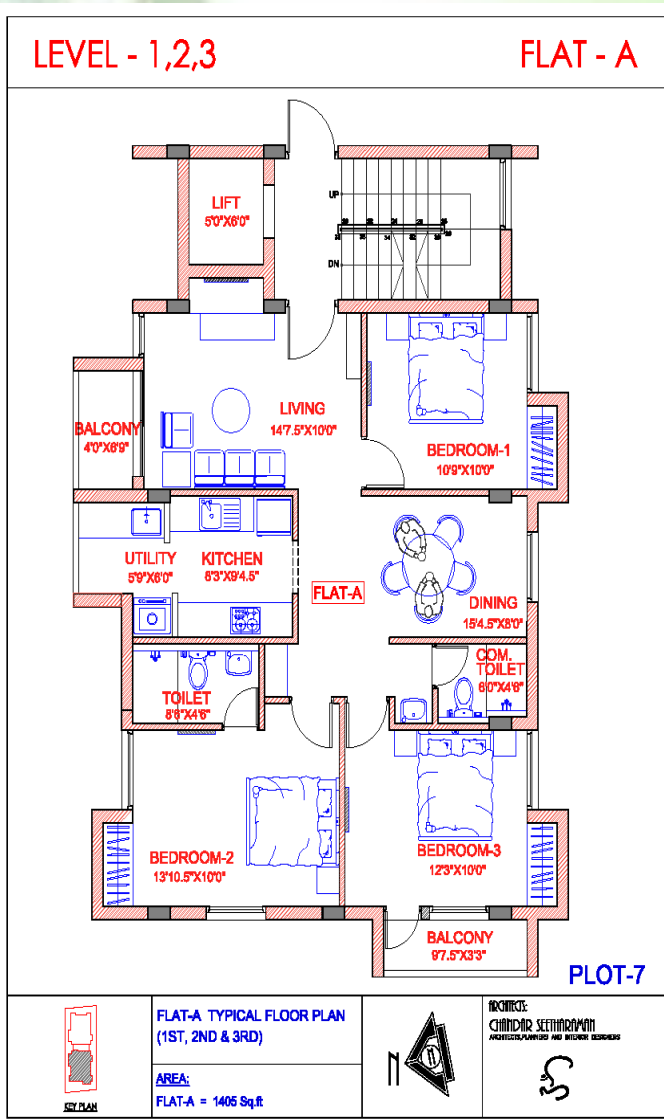 LEVEL - 1,2,3
FLAT - A
LIFT
5'0"X6'0"
UP
DN
LIVING
14'7.5"X10'0"
BALCONY
4'0"X6'9"
BEDROOM-1
10'9"X10'0"
UTILITY
5'9"X6'0"
KITCHEN
8'3"X9'4.5"
FLAT-A
DINING
15'4.5"X8'0"
COM.
TOILET
6'0"X4'6"
TOILET
8'6"X4'6"
BEDROOM-2
13'10.5"X10'0"
BEDROOM-3
12'3"X10'0"
BALCONY
9'7.5"X3'3"
PLOT-7
KEY PLAN
FLAT-A TYPICAL FLOOR PLAN
(1ST, 2ND & 3RD)
AREA:
FLAT-A = 1405 Sq.ft
N
ARCHITECTS:
CHANDAR SEETHARAMAN
ARCHITECTS,PLANNERS AND INTERIOR DESIGNERS